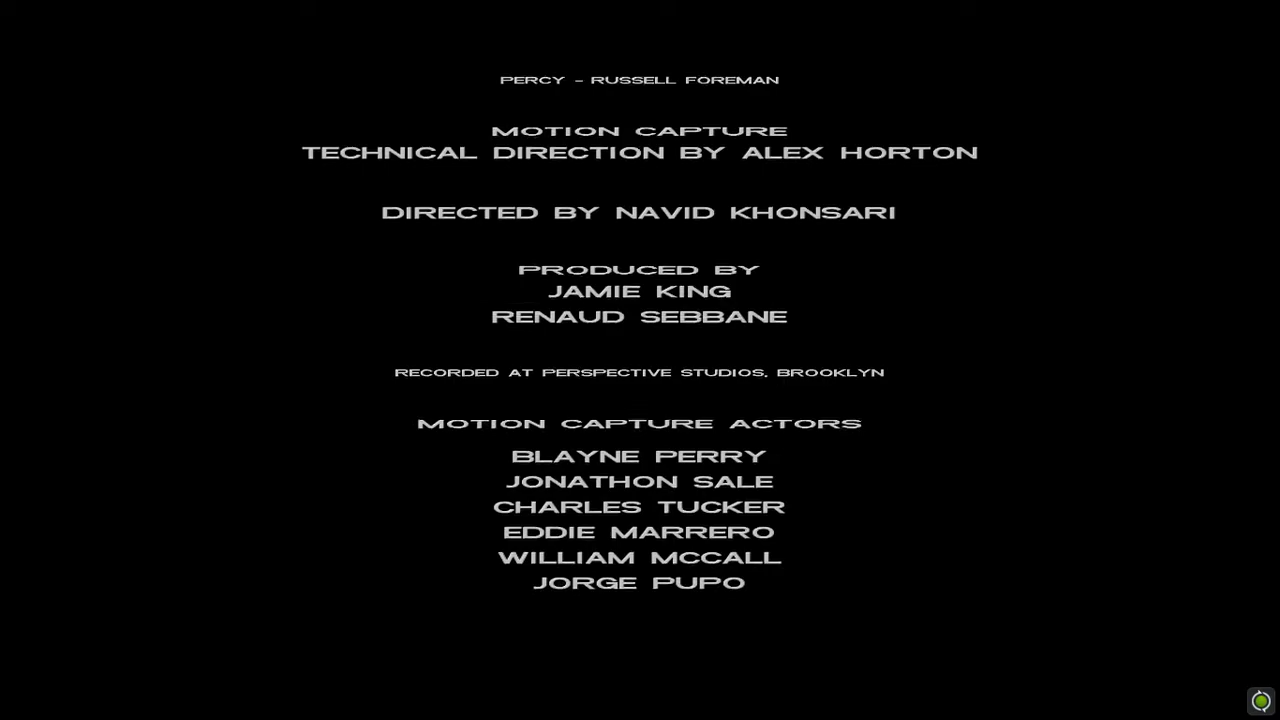 PERCY - RUSSELL FOREMAN
MOTION CAPTURE
TECHNICAL DIRECTION BY ALEX HORTON
DIRECTED BY NAVID KHONSARI
PRODUCED BY
JAMIE KING
RENAUD SEBBANE
RECORDED AT PERSPECTIVE STUDIOS, BROOKLYN
MOTION CAPTURE ACTORS
BLAYNE PERRY
JONATHON SALE
CHARLES TUCKER
EDDIE MARRERO
WILLIAM MCCALL
JORGE PUPO